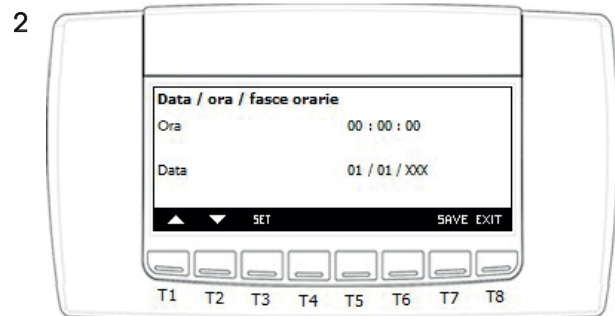 2
Data / ora / fasce orarie
Ora 00 : 00 : 00
Data 01 / 01 / XXX
SET SAVE EXIT
T1 T2 T3 T4 T5 T6 T7 T8